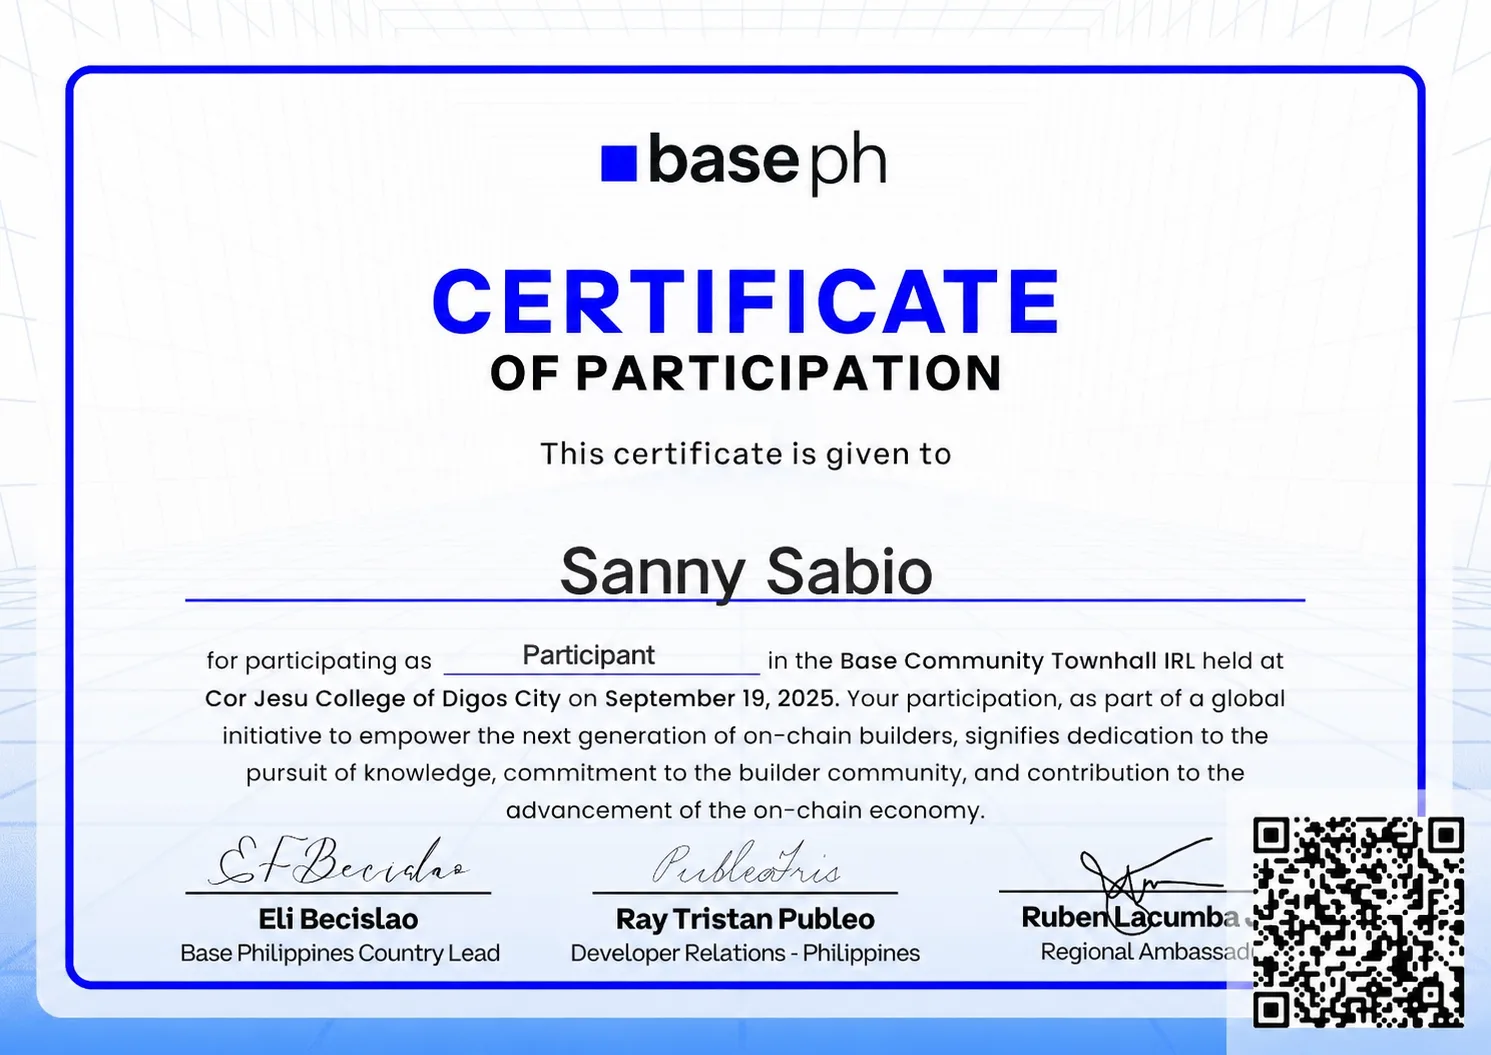 base ph
CERTIFICATE
OF PARTICIPATION
This certificate is given to
Sanny Sabio
for participating as Participant in the Base Community Townhall IRL held at
Cor Jesu College of Digos City on September 19, 2025. Your participation, as part of a global
initiative to empower the next generation of on-chain builders, signifies dedication to the
pursuit of knowledge, commitment to the builder community, and contribution to the
advancement of the on-chain economy.
EFBecislao PubleoTris
Eli Becislao Ray Tristan Publeo Ruben Lacumba
Base Philippines Country Lead Developer Relations - Philippines Regional